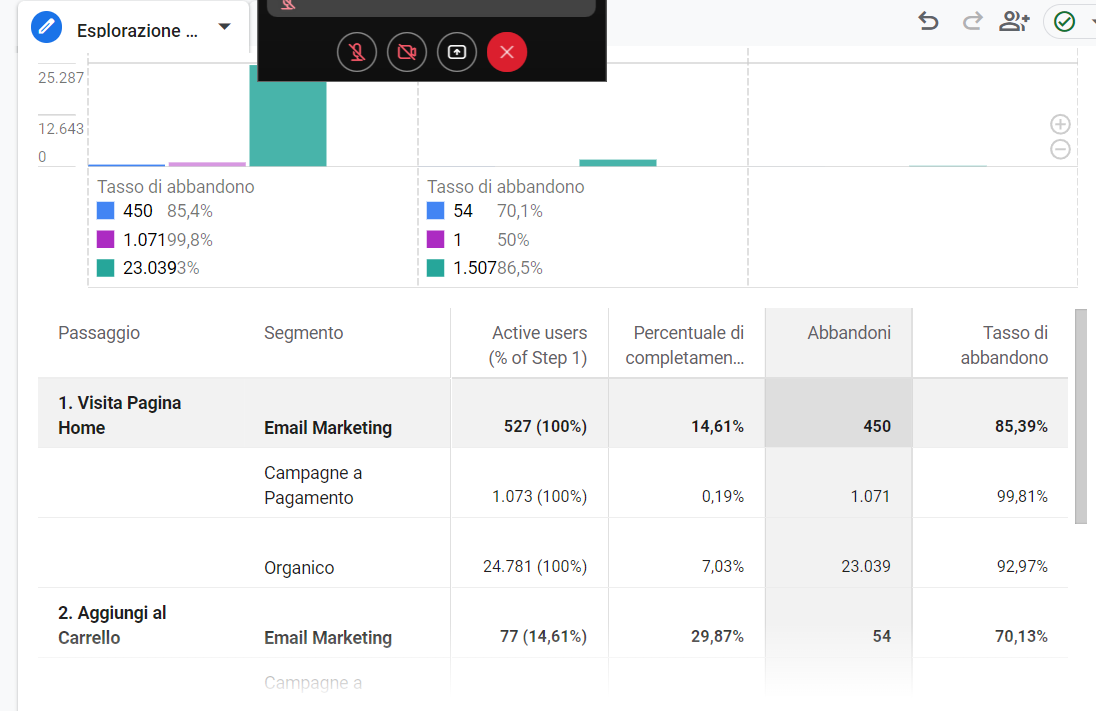 Esplorazione ...
25.287
12.643
0
Tasso di abbandono
450 85,4%
1.071 99,8%
23.039 3%
Tasso di abbandono
54 70,1%
1 50%
1.507 86,5%
Passaggio Segmento Active users (% of Step 1) Percentuale di completamen... Abbandoni Tasso di abbandono
1. Visita Pagina Home Email Marketing 527 (100%) 14,61% 450 85,39%
Campagne a Pagamento 1.073 (100%) 0,19% 1.071 99,81%
Organico 24.781 (100%) 7,03% 23.039 92,97%
2. Aggiungi al Carrello Email Marketing 77 (14,61%) 29,87% 54 70,13%
Campagne a